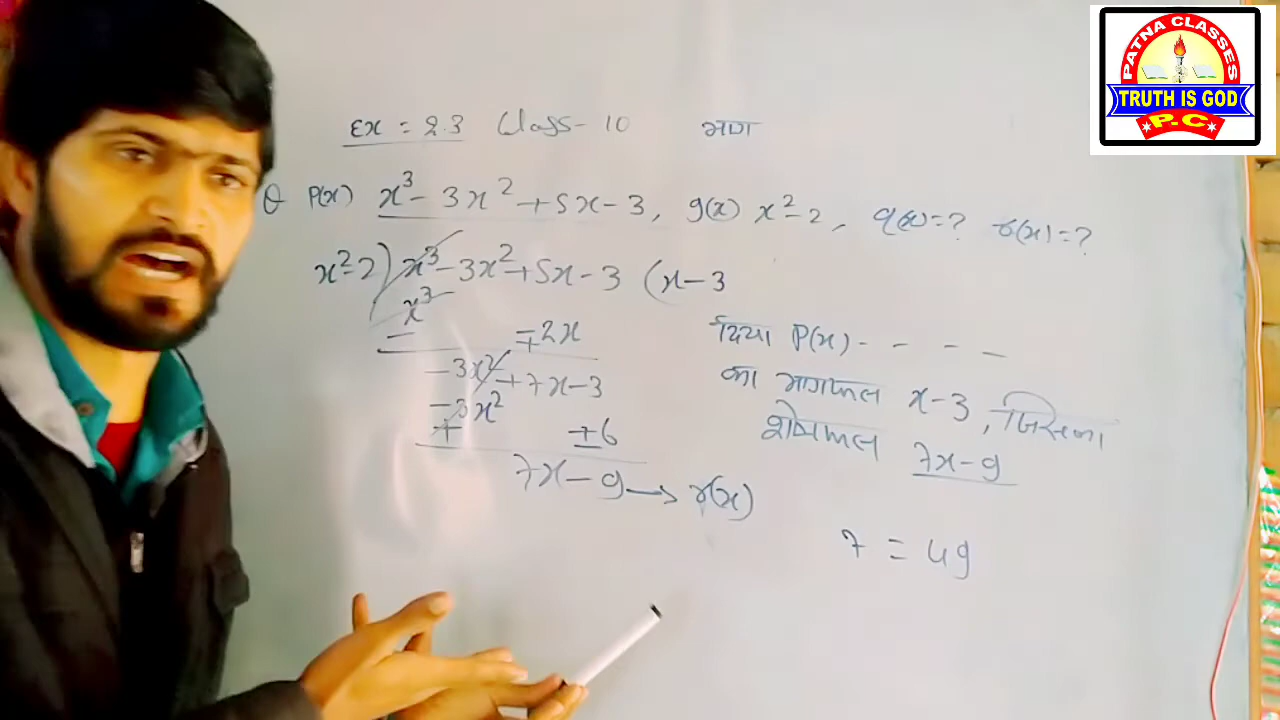 PATNA CLASSES
TRUTH IS GOD
P.C
Ex = 2.3 Class-10 भाग
Q P(x) x³ - 3x² + 5x - 3, g(x) x² - 2, q(x) = ? r(x) = ?
x² - 2) x³ - 3x² + 5x - 3 (x - 3
x³
- -+ 2x
-3x² + 7x - 3
-3x²
+ +- 6
7x - 9 → r(x)
दिया P(x) - - - -
का भागफल x - 3, जिसका
शेषफल 7x - 9
7 = 49